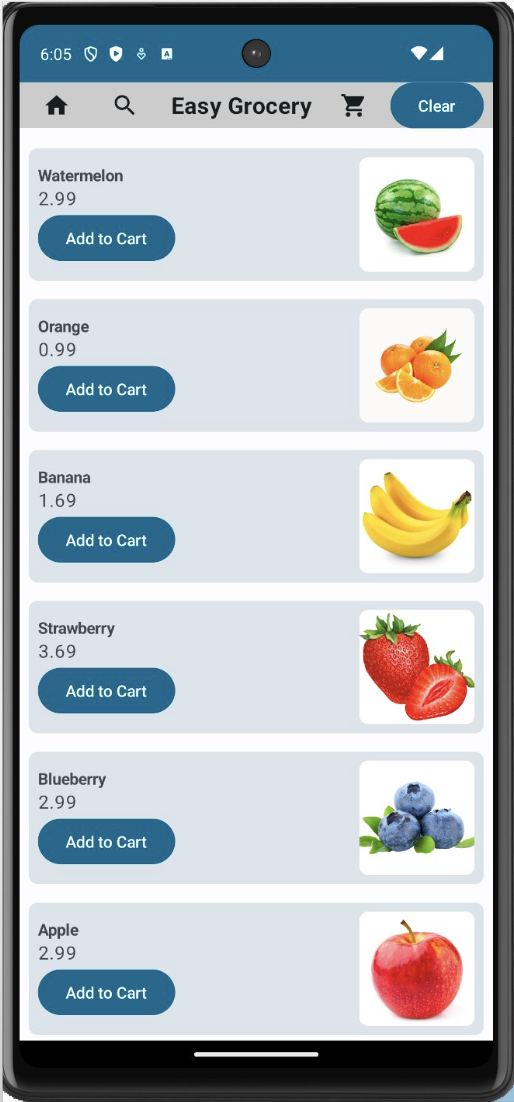 6:05
Easy Grocery
Clear
Watermelon
2.99
Add to Cart
Orange
0.99
Add to Cart
Banana
1.69
Add to Cart
Strawberry
3.69
Add to Cart
Blueberry
2.99
Add to Cart
Apple
2.99
Add to Cart